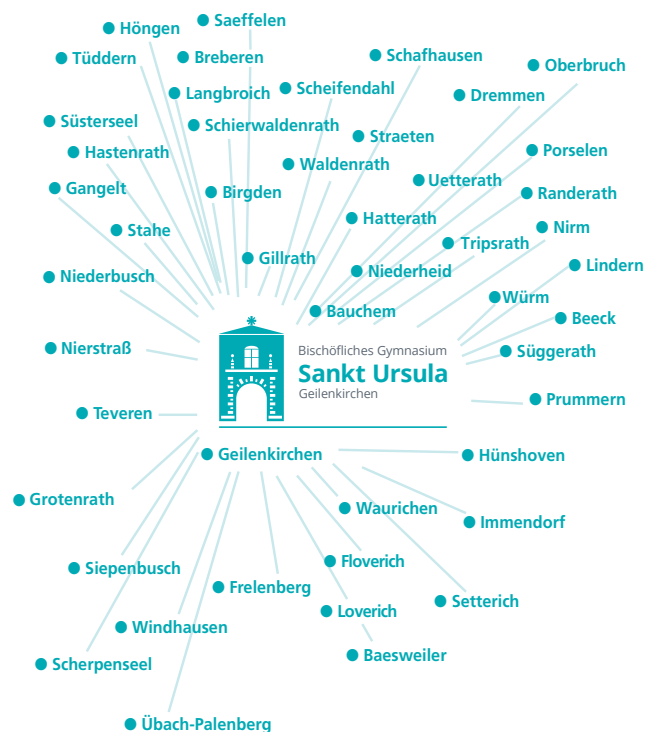 Saeffelen
Höngen
Schafhausen
Tüddern
Breberen
Oberbruch
Langbroich
Scheifendahl
Dremmen
Süsterseel
Schierwaldenrath
Straeten
Hastenrath
Porselen
Waldenrath
Uetterath
Gangelt
Birgden
Randerath
Hatterath
Stahe
Nirm
Tripsrath
Gillrath
Lindern
Niederheid
Niederbusch
Würm
Bauchem
Beeck
Nierstraß
Bischöfliches Gymnasium
Süggerath
Sankt Ursula
Geilenkirchen
Prummern
Teveren
Geilenkirchen
Hünshoven
Grotenrath
Waurichen
Immendorf
Floverich
Siepenbusch
Frelenberg
Setterich
Loverich
Windhausen
Baesweiler
Scherpenseel
Übach-Palenberg